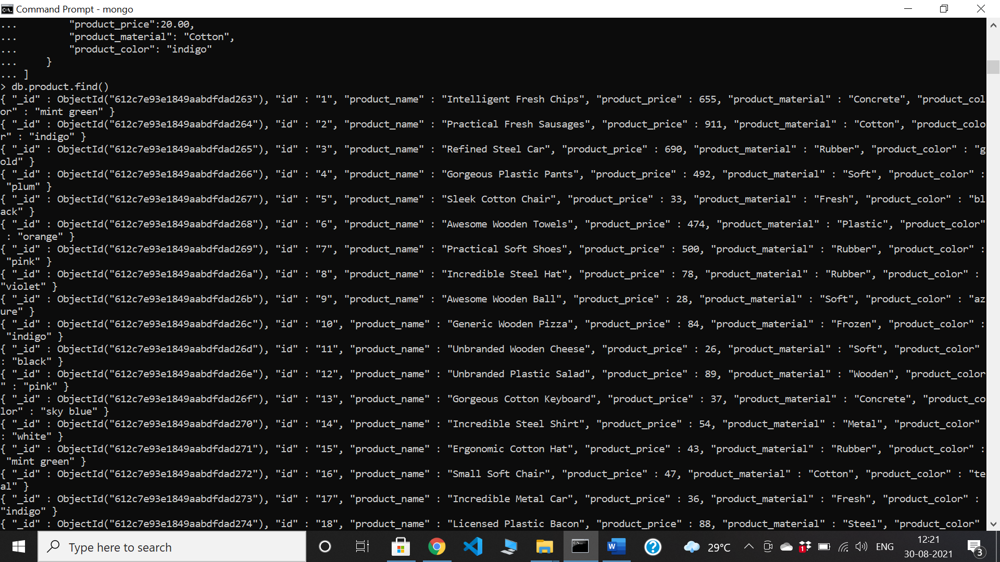 Command Prompt - mongo
...         "product_price":20.00,
...         "product_material": "Cotton",
...         "product_color": "indigo"
...     }
... ]
> db.product.find()
{ "_id" : ObjectId("612c7e93e1849aabdfdad263"), "id" : "1", "product_name" : "Intelligent Fresh Chips", "product_price" : 655, "product_material" : "Concrete", "product_col
or" : "mint green" }
{ "_id" : ObjectId("612c7e93e1849aabdfdad264"), "id" : "2", "product_name" : "Practical Fresh Sausages", "product_price" : 911, "product_material" : "Cotton", "product_colo
r" : "indigo" }
{ "_id" : ObjectId("612c7e93e1849aabdfdad265"), "id" : "3", "product_name" : "Refined Steel Car", "product_price" : 690, "product_material" : "Rubber", "product_color" : "g
old" }
{ "_id" : ObjectId("612c7e93e1849aabdfdad266"), "id" : "4", "product_name" : "Gorgeous Plastic Pants", "product_price" : 492, "product_material" : "Soft", "product_color" :
 "plum" }
{ "_id" : ObjectId("612c7e93e1849aabdfdad267"), "id" : "5", "product_name" : "Sleek Cotton Chair", "product_price" : 33, "product_material" : "Fresh", "product_color" : "bl
ack" }
{ "_id" : ObjectId("612c7e93e1849aabdfdad268"), "id" : "6", "product_name" : "Awesome Wooden Towels", "product_price" : 474, "product_material" : "Plastic", "product_color"
 : "orange" }
{ "_id" : ObjectId("612c7e93e1849aabdfdad269"), "id" : "7", "product_name" : "Practical Soft Shoes", "product_price" : 500, "product_material" : "Rubber", "product_color" :
 "pink" }
{ "_id" : ObjectId("612c7e93e1849aabdfdad26a"), "id" : "8", "product_name" : "Incredible Steel Hat", "product_price" : 78, "product_material" : "Rubber", "product_color" :
"violet" }
{ "_id" : ObjectId("612c7e93e1849aabdfdad26b"), "id" : "9", "product_name" : "Awesome Wooden Ball", "product_price" : 28, "product_material" : "Soft", "product_color" : "az
ure" }
{ "_id" : ObjectId("612c7e93e1849aabdfdad26c"), "id" : "10", "product_name" : "Generic Wooden Pizza", "product_price" : 84, "product_material" : "Frozen", "product_color" :
 "indigo" }
{ "_id" : ObjectId("612c7e93e1849aabdfdad26d"), "id" : "11", "product_name" : "Unbranded Wooden Cheese", "product_price" : 26, "product_material" : "Soft", "product_color"
: "black" }
{ "_id" : ObjectId("612c7e93e1849aabdfdad26e"), "id" : "12", "product_name" : "Unbranded Plastic Salad", "product_price" : 89, "product_material" : "Wooden", "product_color
" : "pink" }
{ "_id" : ObjectId("612c7e93e1849aabdfdad26f"), "id" : "13", "product_name" : "Gorgeous Cotton Keyboard", "product_price" : 37, "product_material" : "Concrete", "product_co
lor" : "sky blue" }
{ "_id" : ObjectId("612c7e93e1849aabdfdad270"), "id" : "14", "product_name" : "Incredible Steel Shirt", "product_price" : 54, "product_material" : "Metal", "product_color"
: "white" }
{ "_id" : ObjectId("612c7e93e1849aabdfdad271"), "id" : "15", "product_name" : "Ergonomic Cotton Hat", "product_price" : 43, "product_material" : "Rubber", "product_color" :
 "mint green" }
{ "_id" : ObjectId("612c7e93e1849aabdfdad272"), "id" : "16", "product_name" : "Small Soft Chair", "product_price" : 47, "product_material" : "Cotton", "product_color" : "te
al" }
{ "_id" : ObjectId("612c7e93e1849aabdfdad273"), "id" : "17", "product_name" : "Incredible Metal Car", "product_price" : 36, "product_material" : "Fresh", "product_color" :
"indigo" }
{ "_id" : ObjectId("612c7e93e1849aabdfdad274"), "id" : "18", "product_name" : "Licensed Plastic Bacon", "product_price" : 88, "product_material" : "Steel", "product_color"
Type here to search
29°C
ENG
12:21
30-08-2021
3